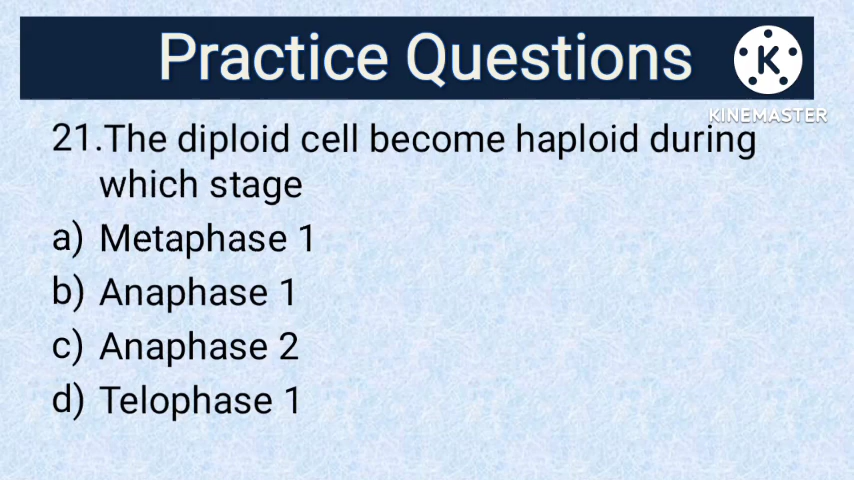 Practice Questions
K
KINEMASTER
21.The diploid cell become haploid during
which stage
a) Metaphase 1
b) Anaphase 1
c) Anaphase 2
d) Telophase 1